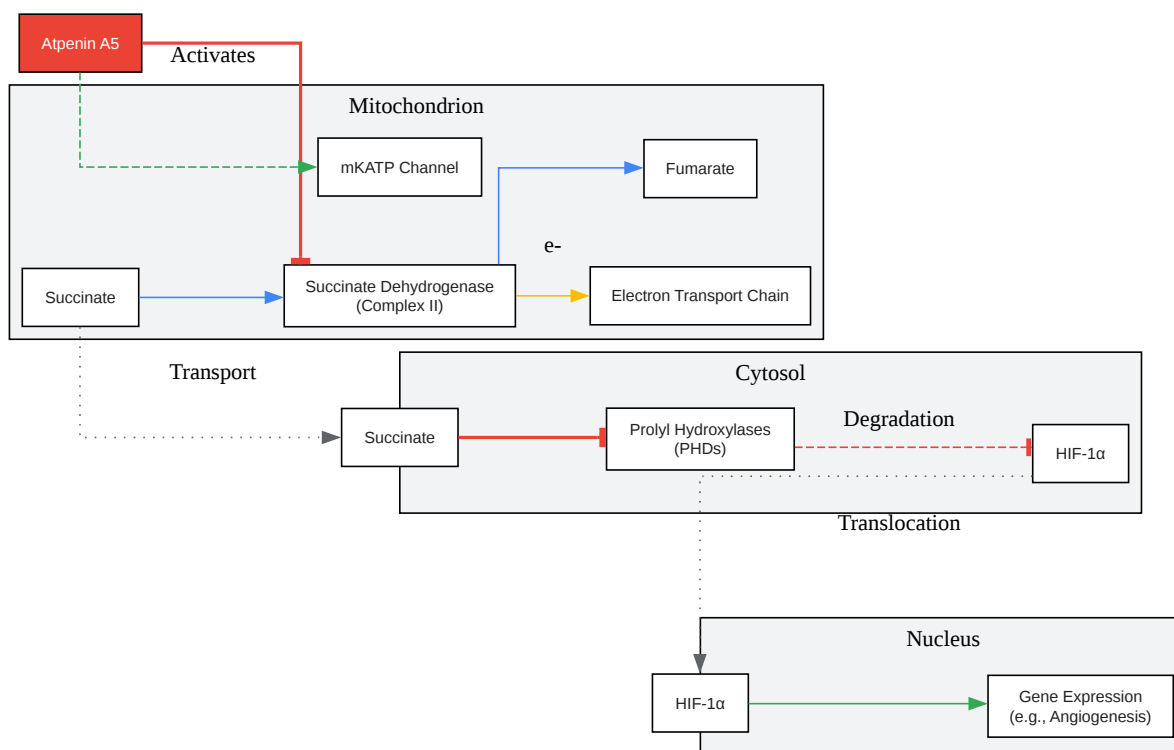 Atpenin A5
Activates
Mitochondrion
mKATP Channel
Fumarate
e-
Succinate
Succinate Dehydrogenase
(Complex II)
Electron Transport Chain
Transport
Cytosol
Succinate
Prolyl Hydroxylases
(PHDs)
Degradation
HIF-1α
Translocation
Nucleus
HIF-1α
Gene Expression
(e.g., Angiogenesis)